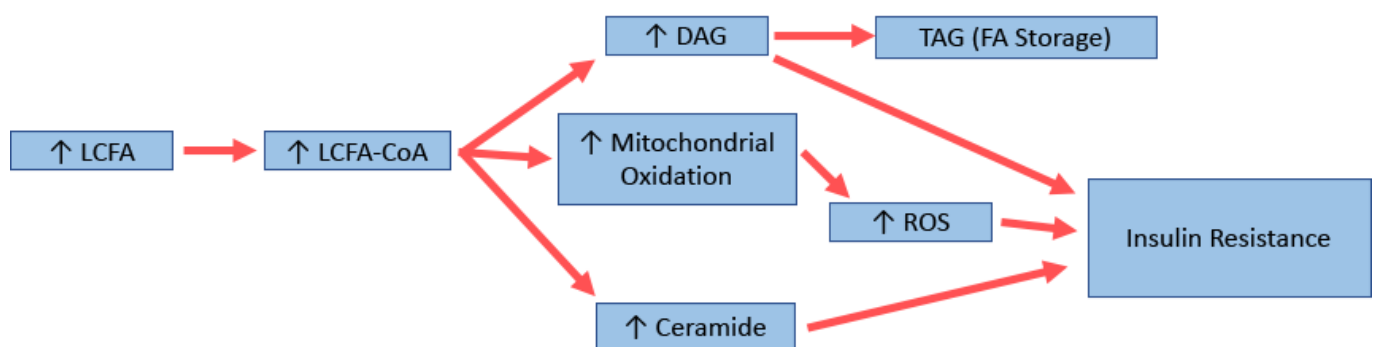 ↑ DAG
TAG (FA Storage)
↑ LCFA
↑ LCFA-CoA
↑ Mitochondrial
Oxidation
↑ ROS
Insulin Resistance
↑ Ceramide